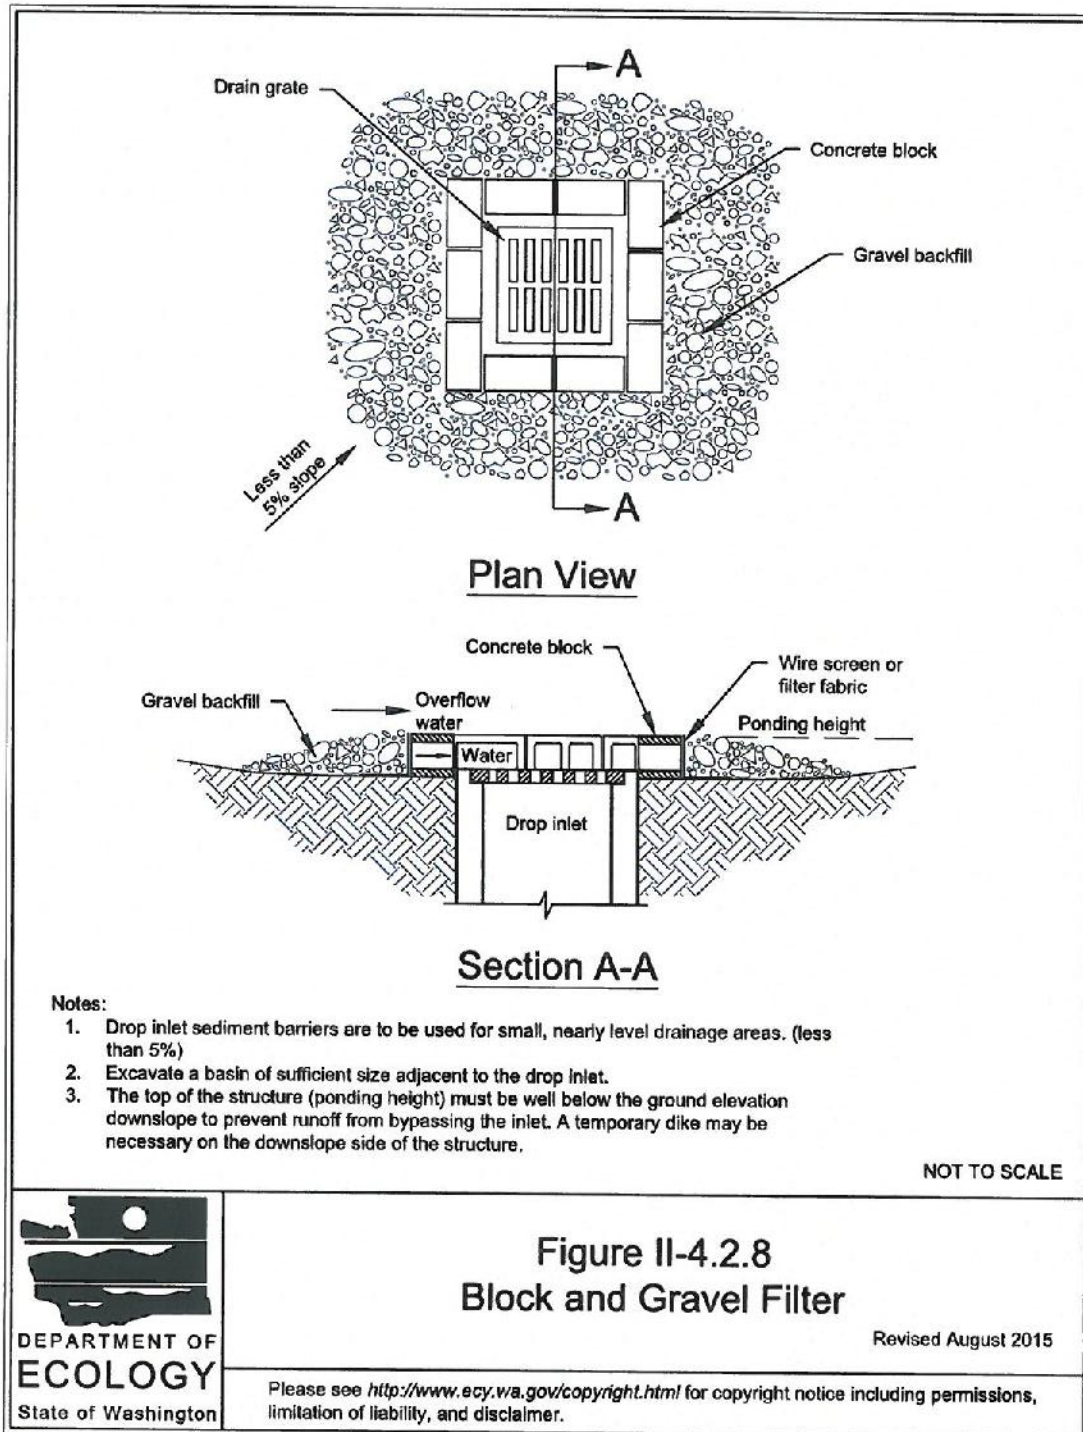 A
Drain grate
Concrete block
Gravel backfill
Less than
5% slope
A
Plan View
Concrete block
Wire screen or
filter fabric
Gravel backfill
Overflow
water
Ponding height
Water
Drop inlet
Section A-A
Notes:
1. Drop inlet sediment barriers are to be used for small, nearly level drainage areas. (less
than 5%)
2. Excavate a basin of sufficient size adjacent to the drop inlet.
3. The top of the structure (ponding height) must be well below the ground elevation
downslope to prevent runoff from bypassing the inlet. A temporary dike may be
necessary on the downslope side of the structure.
NOT TO SCALE
Figure II-4.2.8
Block and Gravel Filter
Revised August 2015
DEPARTMENT OF
ECOLOGY
State of Washington
Please see http://www.ecy.wa.gov/copyright.html for copyright notice including permissions,
limitation of liability, and disclaimer.